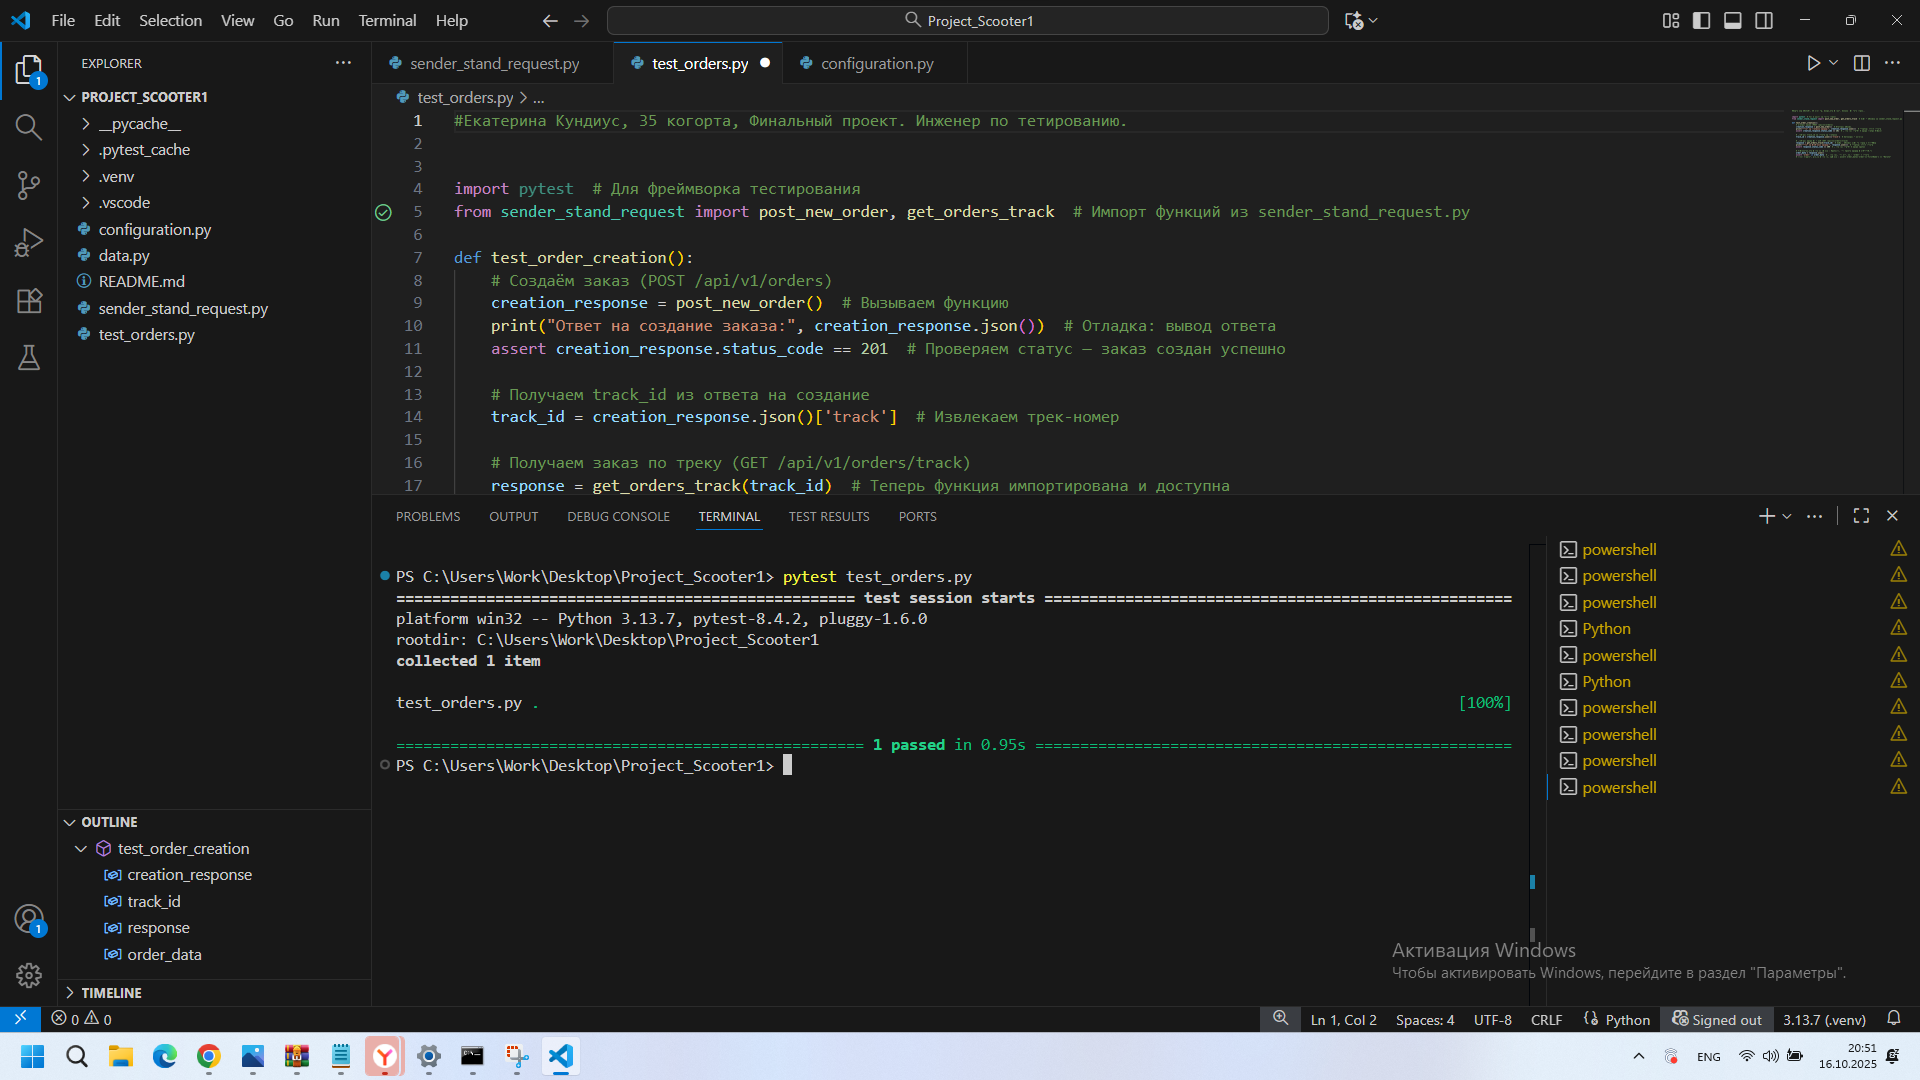 File Edit Selection View Go Run Terminal Help
Project_Scooter1
EXPLORER
PROJECT_SCOOTER1
__pycache__
.pytest_cache
.venv
.vscode
configuration.py
data.py
README.md
sender_stand_request.py
test_orders.py
OUTLINE
test_order_creation
creation_response
track_id
response
order_data
TIMELINE
sender_stand_request.py test_orders.py configuration.py
test_orders.py > ...
1 #Екатерина Кундиус, 35 когорта, Финальный проект. Инженер по тетированию.
2
3
4 import pytest  # Для фреймворка тестирования
5 from sender_stand_request import post_new_order, get_orders_track  # Импорт функций из sender_stand_request.py
6
7 def test_order_creation():
8 # Создаём заказ (POST /api/v1/orders)
9 creation_response = post_new_order()  # Вызываем функцию
10 print("Ответ на создание заказа:", creation_response.json())  # Отладка: вывод ответа
11 assert creation_response.status_code == 201  # Проверяем статус — заказ создан успешно
12
13 # Получаем track_id из ответа на создание
14 track_id = creation_response.json()['track']  # Извлекаем трек-номер
15
16 # Получаем заказ по треку (GET /api/v1/orders/track)
17 response = get_orders_track(track_id)  # Теперь функция импортирована и доступна
PROBLEMS OUTPUT DEBUG CONSOLE TERMINAL TEST RESULTS PORTS
PS C:\Users\Work\Desktop\Project_Scooter1> pytest test_orders.py
=================================================== test session starts ====================================================
platform win32 -- Python 3.13.7, pytest-8.4.2, pluggy-1.6.0
rootdir: C:\Users\Work\Desktop\Project_Scooter1
collected 1 item
test_orders.py . [100%]
==================================================== 1 passed in 0.95s =====================================================
PS C:\Users\Work\Desktop\Project_Scooter1>
powershell
powershell
powershell
Python
powershell
Python
powershell
powershell
powershell
powershell
Активация Windows
Чтобы активировать Windows, перейдите в раздел "Параметры".
1
1
0 0
Ln 1, Col 2 Spaces: 4 UTF-8 CRLF Python Signed out 3.13.7 (.venv)
ENG
20:51
16.10.2025